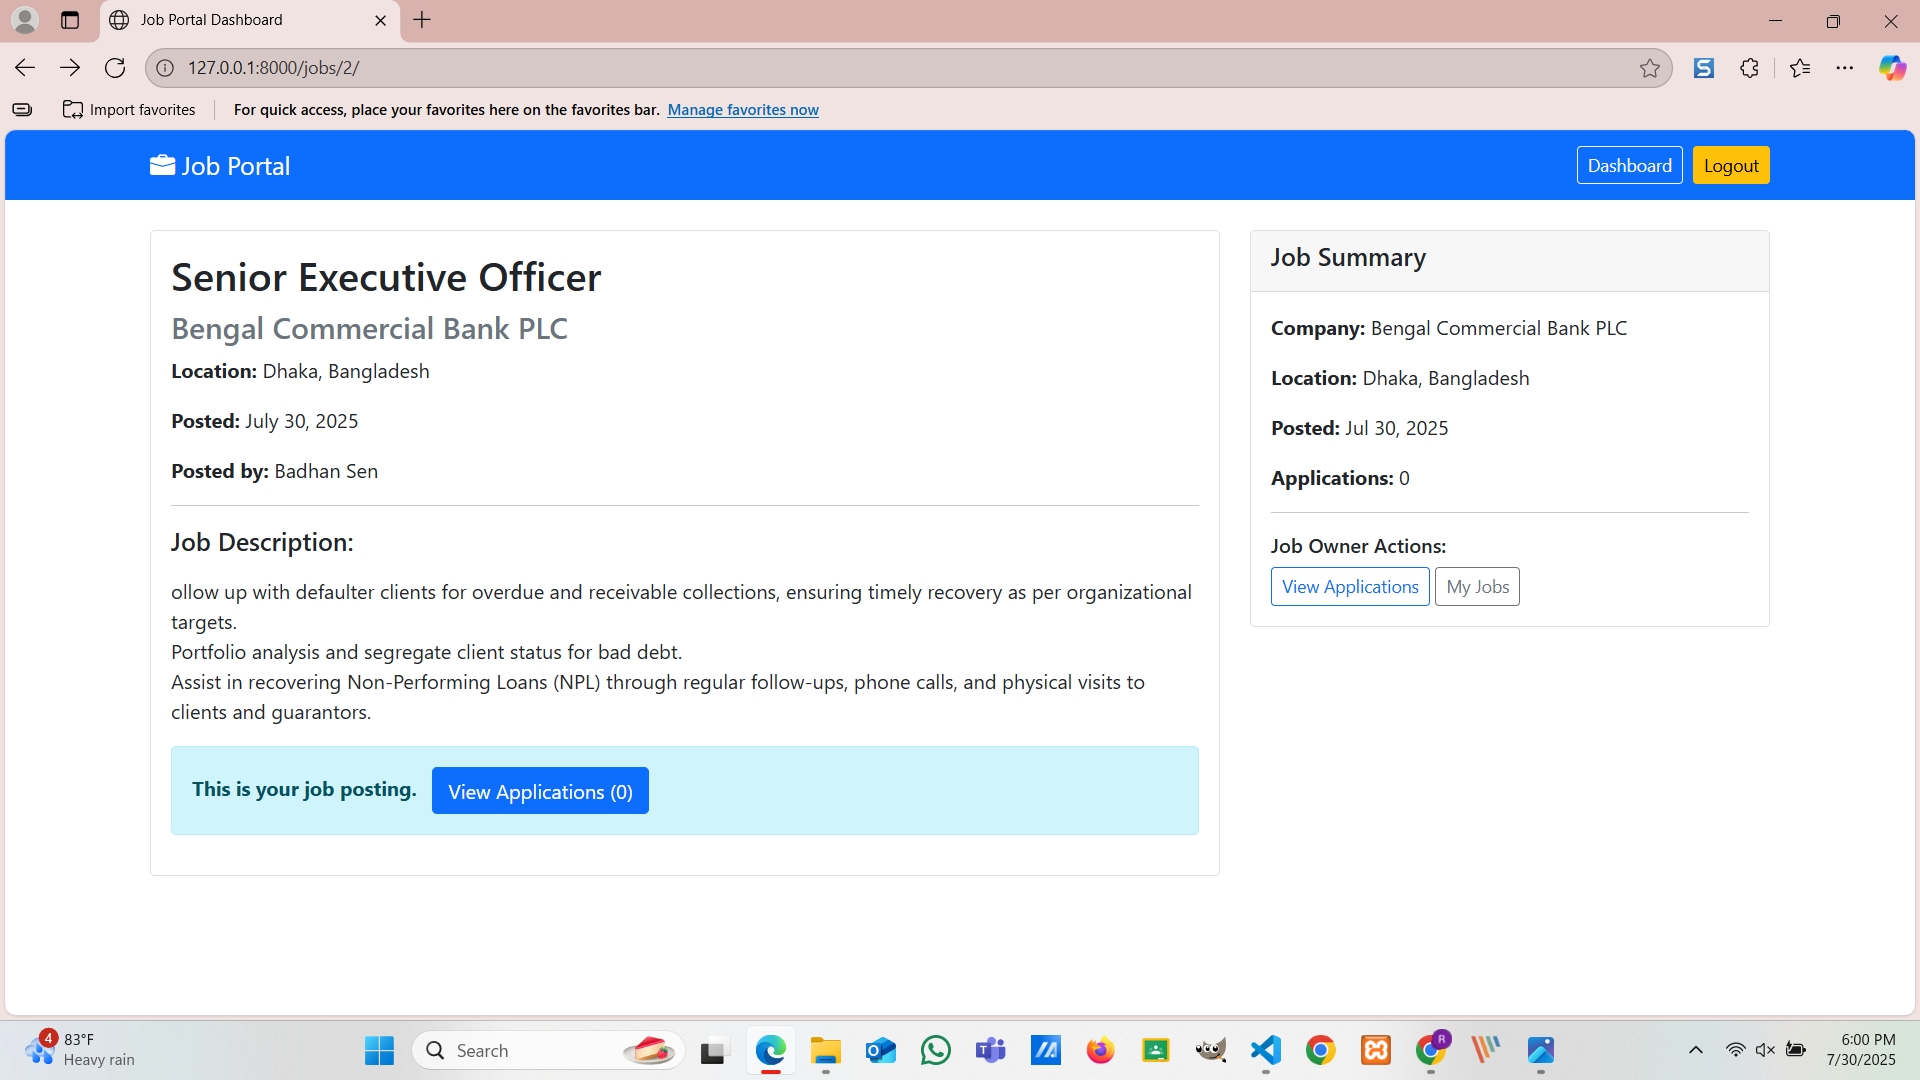 Job Portal Dashboard
127.0.0.1:8000/jobs/2/
Import favorites
For quick access, place your favorites here on the favorites bar. Manage favorites now
Job Portal
Dashboard
Logout
Senior Executive Officer
Bengal Commercial Bank PLC
Location: Dhaka, Bangladesh
Posted: July 30, 2025
Posted by: Badhan Sen
Job Description:
ollow up with defaulter clients for overdue and receivable collections, ensuring timely recovery as per organizational
targets.
Portfolio analysis and segregate client status for bad debt.
Assist in recovering Non-Performing Loans (NPL) through regular follow-ups, phone calls, and physical visits to
clients and guarantors.
This is your job posting.
View Applications (0)
Job Summary
Company: Bengal Commercial Bank PLC
Location: Dhaka, Bangladesh
Posted: Jul 30, 2025
Applications: 0
Job Owner Actions:
View Applications
My Jobs
4
83°F
Heavy rain
Search
R
6:00 PM
7/30/2025